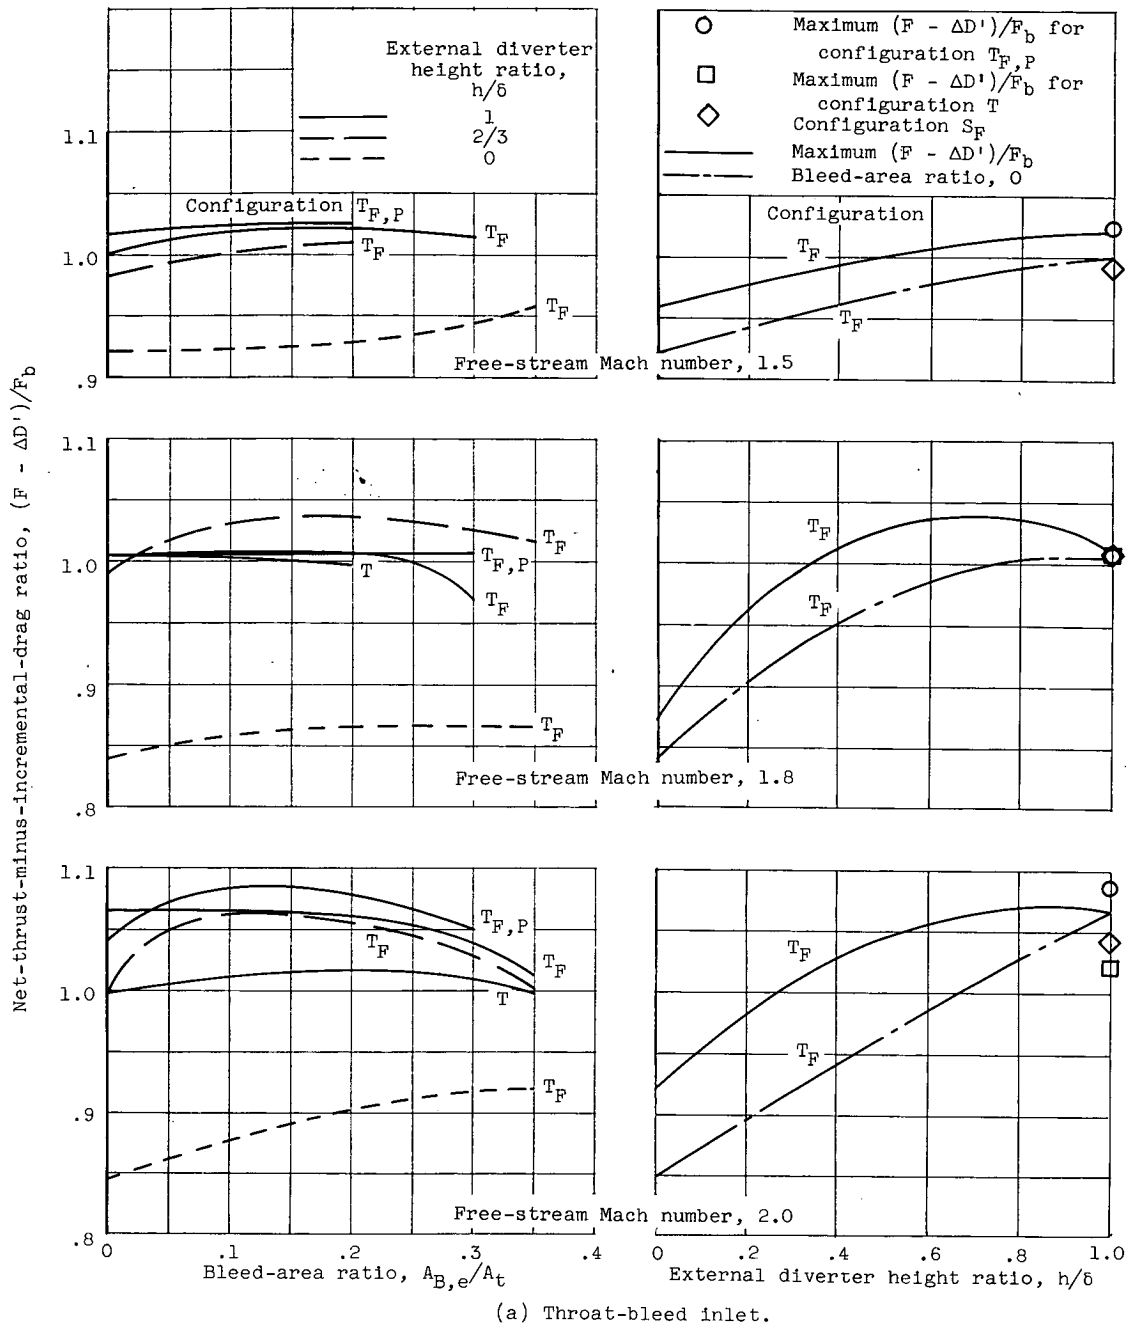 External diverter
height ratio,
h/δ
1
2/3
0
Maximum (F - ΔD')/F_b for
configuration T_F,P
Maximum (F - ΔD')/F_b for
configuration T
Configuration S_F
Maximum (F - ΔD')/F_b
Bleed-area ratio, 0
Net-thrust-minus-incremental-drag ratio, (F - ΔD')/F_b
1.1
1.0
.9
Configuration T_F,P
T_F
T_F
T_F
Configuration
T_F
T_F
Free-stream Mach number, 1.5
1.1
1.0
.9
.8
T_F
T_F,P
T
T_F
T_F
T_F
T_F
Free-stream Mach number, 1.8
1.1
1.0
.9
.8
T_F,P
T_F
T_F
T
T_F
T_F
T_F
Free-stream Mach number, 2.0
0 .1 .2 .3 .4
Bleed-area ratio, A_B,e/A_t
0 .2 .4 .6 .8 1.0
External diverter height ratio, h/δ
(a) Throat-bleed inlet.